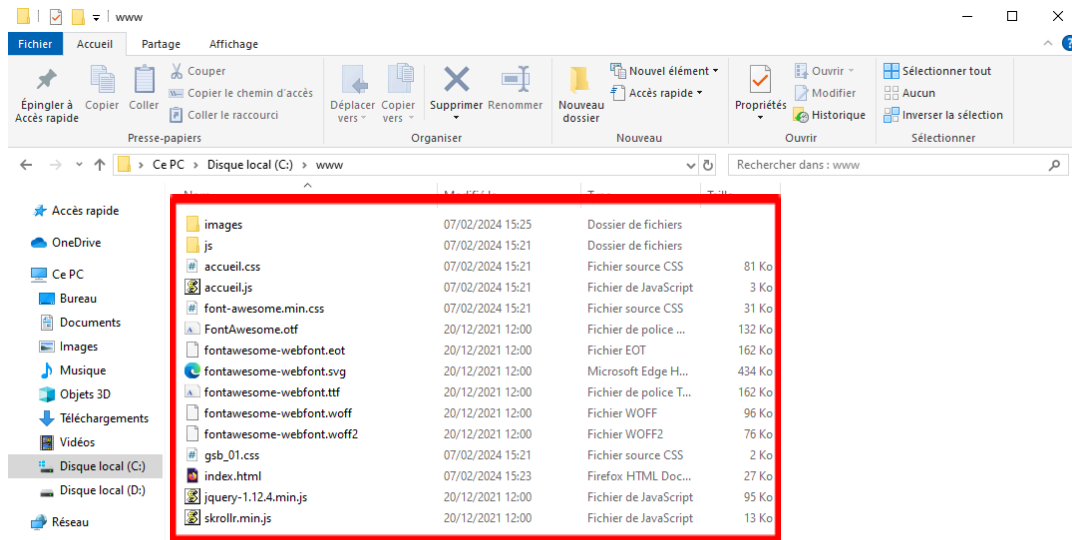 www
Fichier Accueil Partage Affichage
Épingler à Accès rapide
Copier
Coller
Couper
Copier le chemin d'accès
Coller le raccourci
Presse-papiers
Déplacer vers
Copier vers
Supprimer
Renommer
Organiser
Nouveau dossier
Nouvel élément
Accès rapide
Nouveau
Propriétés
Ouvrir
Modifier
Historique
Ouvrir
Sélectionner tout
Aucun
Inverser la sélection
Sélectionner
Ce PC > Disque local (C:) > www
Rechercher dans : www
Accès rapide
OneDrive
Ce PC
Bureau
Documents
Images
Musique
Objets 3D
Téléchargements
Vidéos
Disque local (C:)
Disque local (D:)
Réseau
images 07/02/2024 15:25 Dossier de fichiers
js 07/02/2024 15:21 Dossier de fichiers
accueil.css 07/02/2024 15:21 Fichier source CSS 81 Ko
accueil.js 07/02/2024 15:21 Fichier de JavaScript 3 Ko
font-awesome.min.css 07/02/2024 15:21 Fichier source CSS 31 Ko
FontAwesome.otf 20/12/2021 12:00 Fichier de police ... 132 Ko
fontawesome-webfont.eot 20/12/2021 12:00 Fichier EOT 162 Ko
fontawesome-webfont.svg 20/12/2021 12:00 Microsoft Edge H... 434 Ko
fontawesome-webfont.ttf 20/12/2021 12:00 Fichier de police T... 162 Ko
fontawesome-webfont.woff 20/12/2021 12:00 Fichier WOFF 96 Ko
fontawesome-webfont.woff2 20/12/2021 12:00 Fichier WOFF2 76 Ko
gsb_01.css 07/02/2024 15:21 Fichier source CSS 2 Ko
index.html 07/02/2024 15:23 Firefox HTML Doc... 27 Ko
jquery-1.12.4.min.js 20/12/2021 12:00 Fichier de JavaScript 95 Ko
skrollr.min.js 20/12/2021 12:00 Fichier de JavaScript 13 Ko